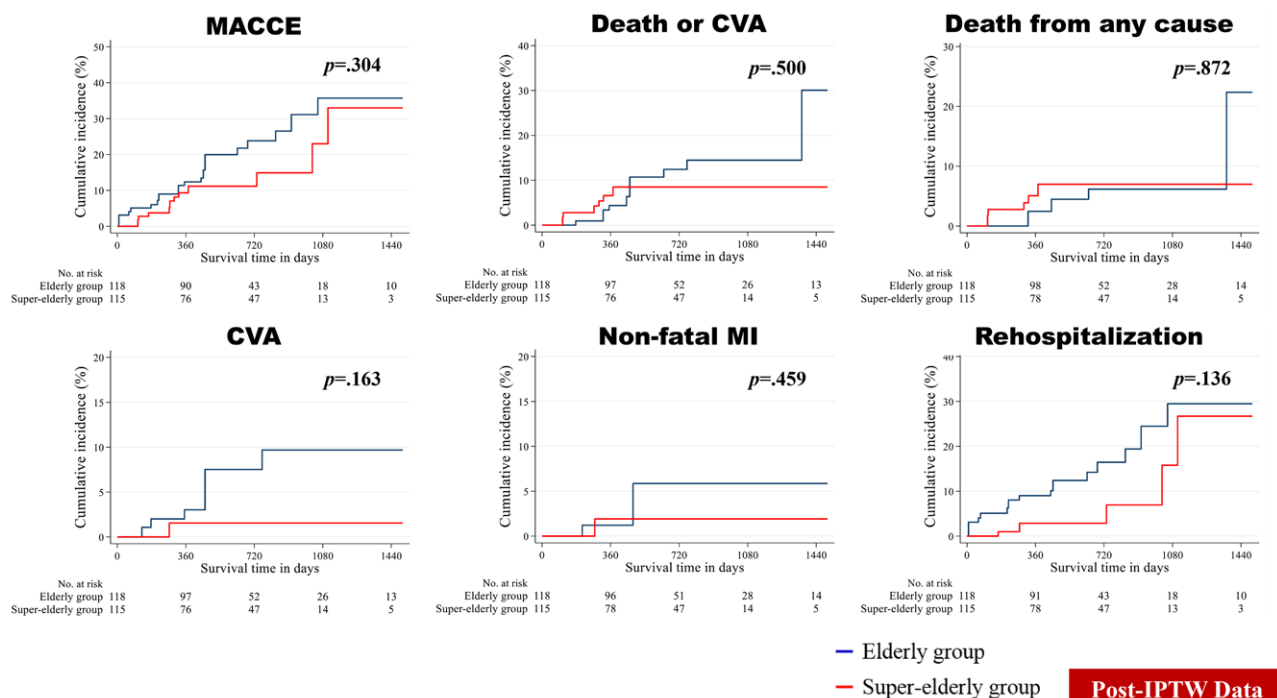 MACCE
Cumulative incidence (%)
50
40
30
20
10
0
p=.304
0 360 720 1080 1440
Survival time in days
No. at risk
Elderly group 118 90 43 18 10
Super-elderly group 115 76 47 13 3
Death or CVA
Cumulative incidence (%)
40
30
20
10
0
p=.500
0 360 720 1080 1440
Survival time in days
No. at risk
Elderly group 118 97 52 26 13
Super-elderly group 115 76 47 14 5
Death from any cause
Cumulative incidence (%)
30
20
10
0
p=.872
0 360 720 1080 1440
Survival time in days
No. at risk
Elderly group 118 98 52 28 14
Super-elderly group 115 78 47 14 5
CVA
Cumulative incidence (%)
20
15
10
5
0
p=.163
0 360 720 1080 1440
Survival time in days
No. at risk
Elderly group 118 97 52 26 13
Super-elderly group 115 76 47 14 5
Non-fatal MI
Cumulative incidence (%)
20
15
10
5
0
p=.459
0 360 720 1080 1440
Survival time in days
No. at risk
Elderly group 118 96 51 28 14
Super-elderly group 115 78 47 14 5
Rehospitalization
Cumulative incidence (%)
40
30
20
10
0
p=.136
0 360 720 1080 1440
Survival time in days
No. at risk
Elderly group 118 91 43 18 10
Super-elderly group 115 78 47 13 3
Elderly group
Super-elderly group
Post-IPTW Data